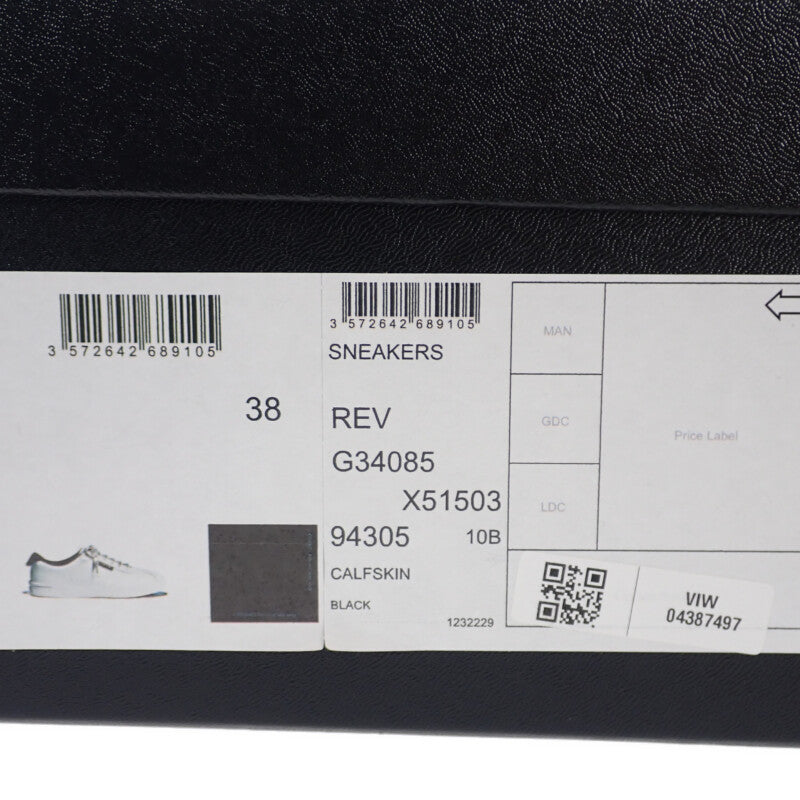 3 572642 689105
38
3 572642 689105
SNEAKERS
REV
G34085
X51503
94305 10B
CALFSKIN
BLACK
1232229
MAN
GDC
LDC
Price Label
VIW
04387497